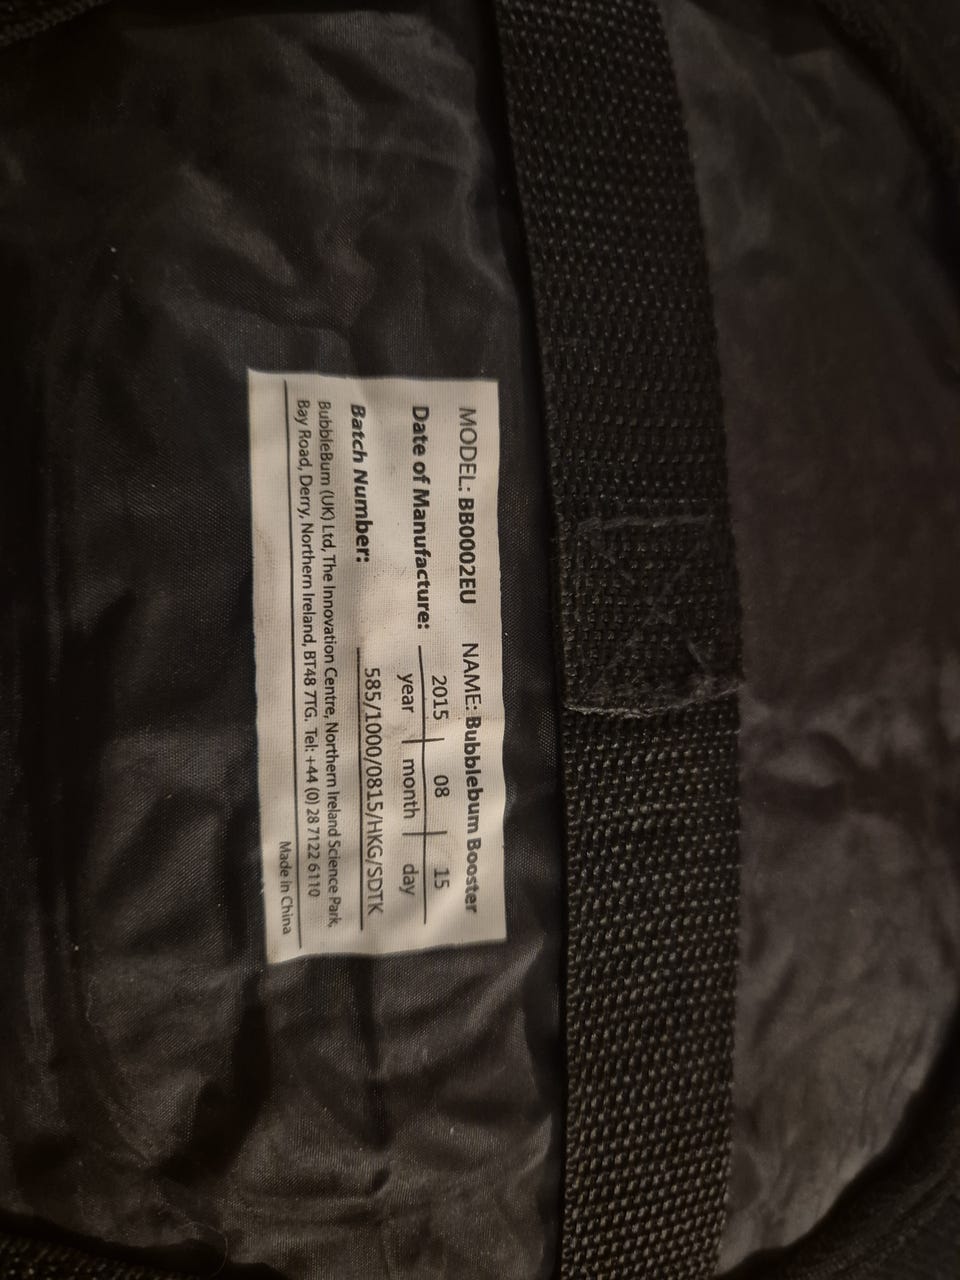 MODEL: BB0002EU NAME: Bubblebum Booster
Date of Manufacture: 2015 | 08 | 15
year | month | day
Batch Number: 585/1000/0815/HKG/SDTK
BubbleBum (UK) Ltd, The Innovation Centre, Northern Ireland Science Park,
Bay Road, Derry, Northern Ireland, BT48 7TG. Tel: +44 (0) 28 7122 6110
Made in China